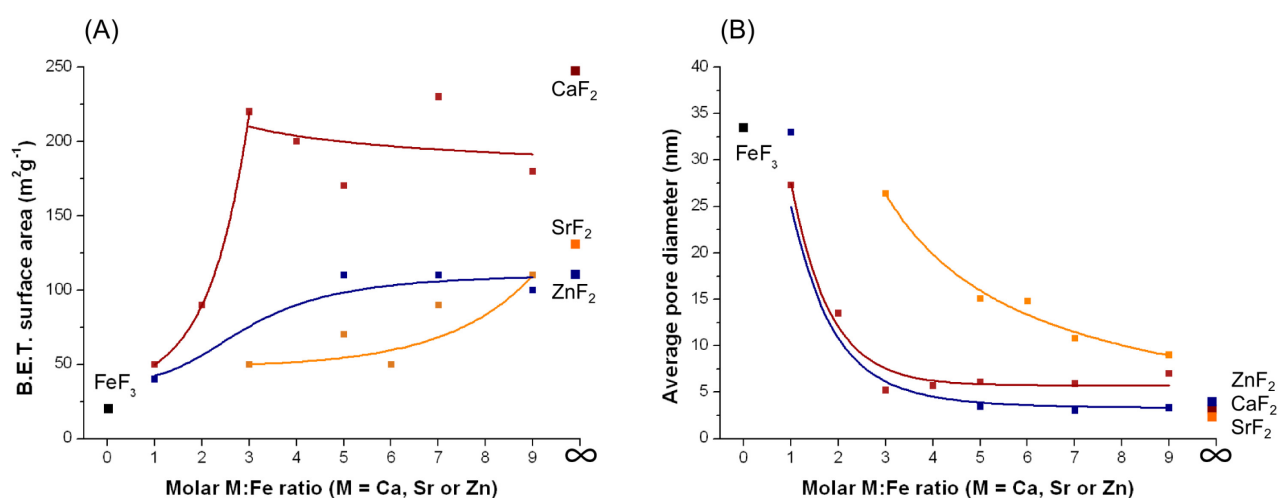 (A)
B.E.T. surface area (m²g⁻¹)
250
200
150
100
50
0
CaF₂
SrF₂
ZnF₂
FeF₃
0 1 2 3 4 5 6 7 8 9 ∞
Molar M:Fe ratio (M = Ca, Sr or Zn)
(B)
Average pore diameter (nm)
40
35
30
25
20
15
10
5
0
FeF₃
ZnF₂
CaF₂
SrF₂
0 1 2 3 4 5 6 7 8 9 ∞
Molar M:Fe ratio (M = Ca, Sr or Zn)